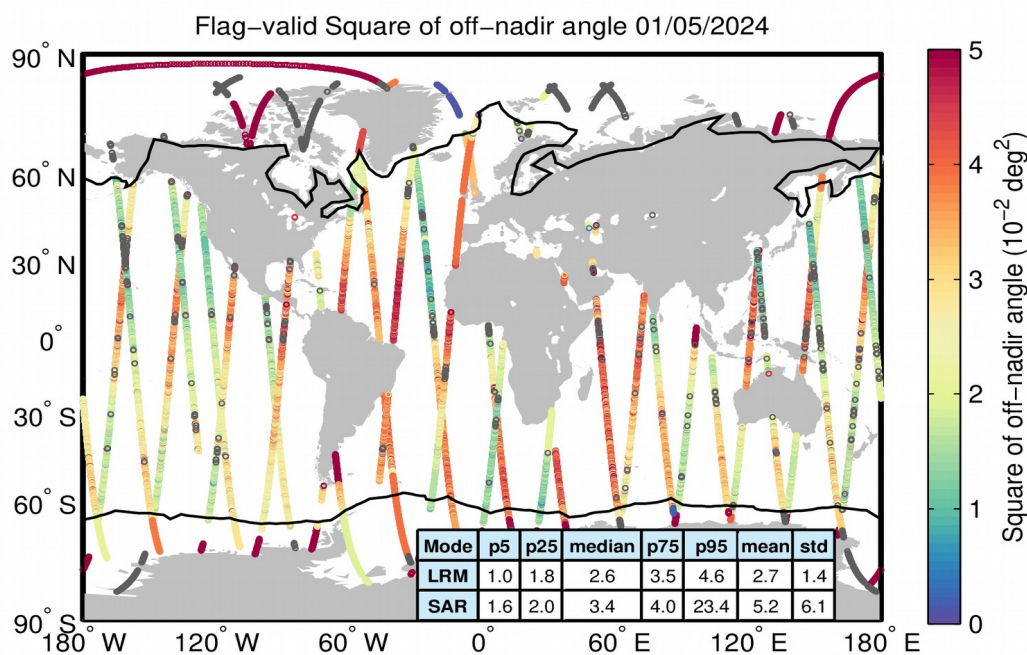 Flag−valid Square of off−nadir angle 01/05/2024
90° N
60° N
30° N
0°
30° S
60° S
90° S
180° W
120° W
60° W
0°
60° E
120° E
180° E
Mode p5 p25 median p75 p95 mean std
LRM 1.0 1.8 2.6 3.5 4.6 2.7 1.4
SAR 1.6 2.0 3.4 4.0 23.4 5.2 6.1
5
4
3
2
1
0
Square of off−nadir angle (10⁻² deg²)